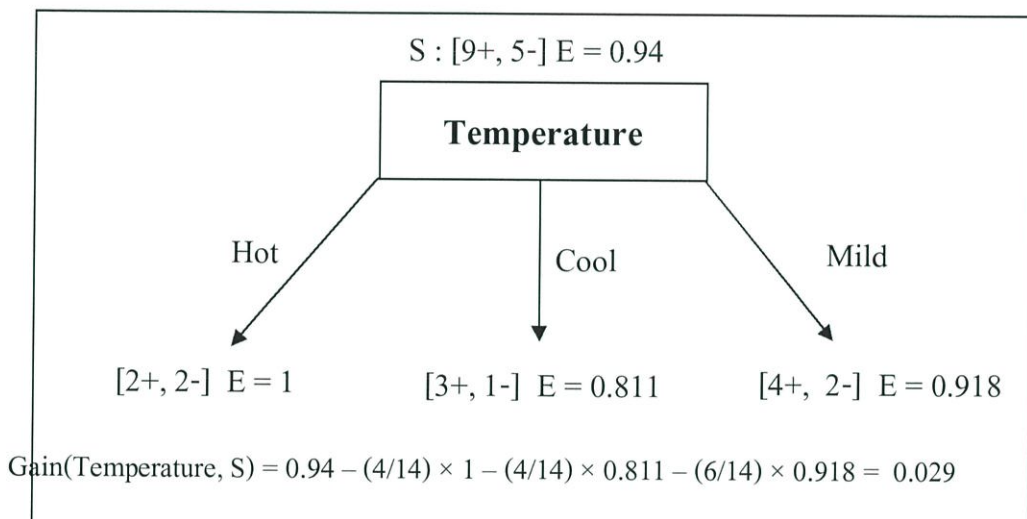 S : [9+, 5-] E = 0.94
Temperature
Hot
Cool
Mild
[2+, 2-] E = 1
[3+, 1-] E = 0.811
[4+, 2-] E = 0.918
Gain(Temperature, S) = 0.94 – (4/14) × 1 – (4/14) × 0.811 – (6/14) × 0.918 = 0.029